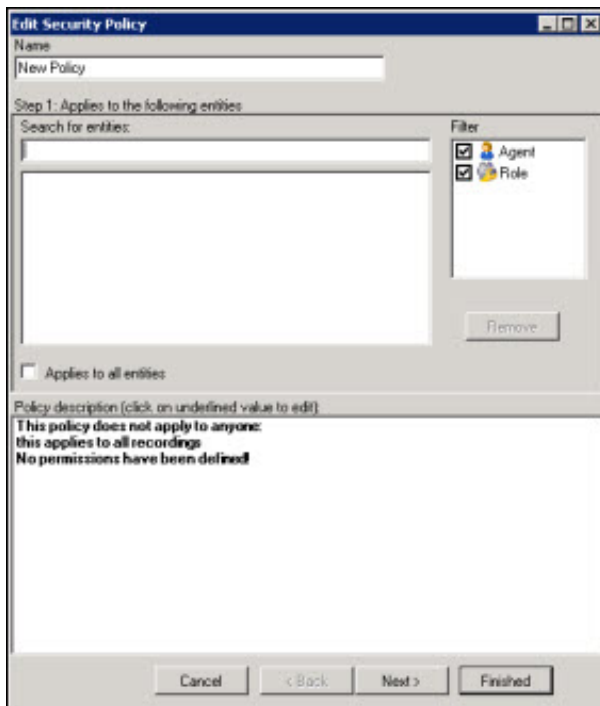 Edit Security Policy
Name
New Policy
Step 1: Applies to the following entities
Search for entities:
Filter
Agent
Role
Remove
Applies to all entities
Policy description (click on underlined value to edit)
This policy does not apply to anyone:
this applies to all recordings
No permissions have been defined!
Cancel
< Back
Next >
Finished